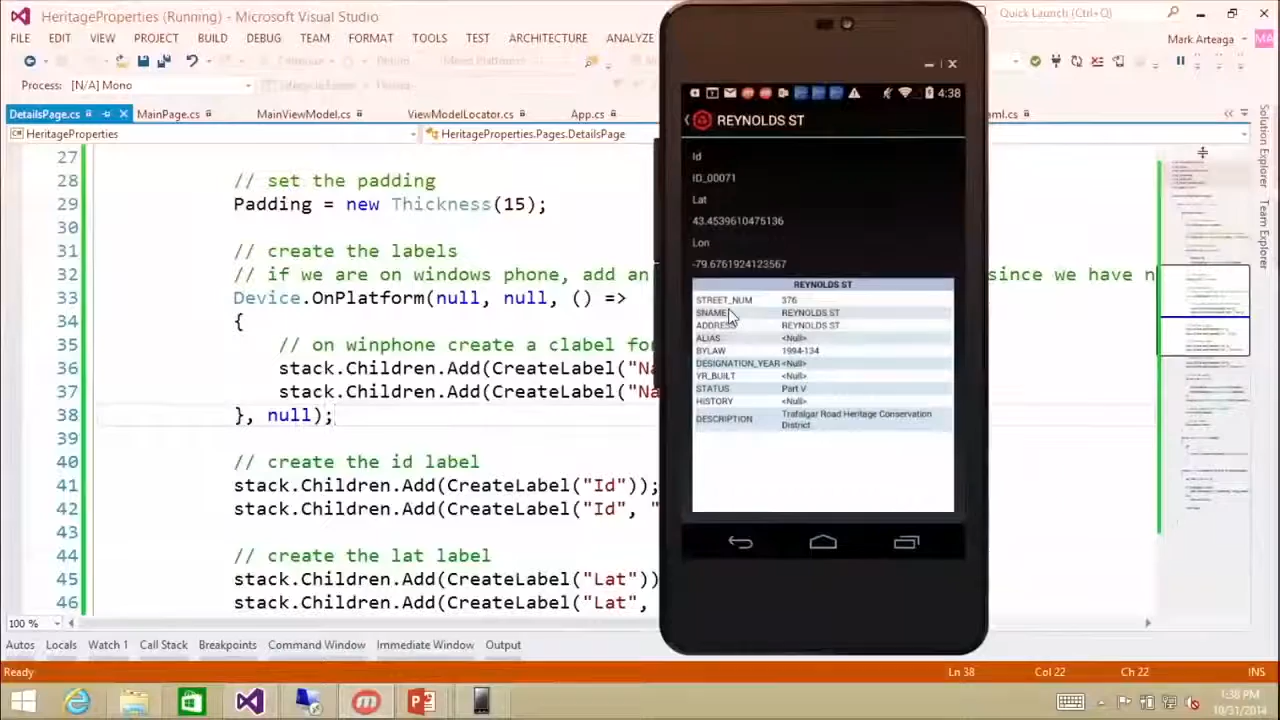 HeritageProperties (Running) - Microsoft Visual Studio
Quick Launch (Ctrl+Q)
FILE EDIT VIEW PROJECT BUILD DEBUG TEAM FORMAT TOOLS TEST ARCHITECTURE ANALYZE
Mark Arteaga MA
Process: [N/A] Mono
DetailsPage.cs MainPage.cs MainViewModel.cs ViewModelLocator.cs App.cs
HeritageProperties HeritageProperties.Pages.DetailsPage
27
28 // set the padding
29 Padding = new Thickness(15);
30
31 // create the labels
32 // if we are on windowsphone, add an since we have n
33 Device.OnPlatform(null, null, () =>
34 {
35 // on winphone create clabel fo
36 stack.Children.Add(CreateLabel("Na
37 stack.Children.Add(CreateLabel("Na
38 }, null);
39
40 // create the id label
41 stack.Children.Add(CreateLabel("Id"));
42 stack.Children.Add(CreateLabel("Id", "
43
44 // create the lat label
45 stack.Children.Add(CreateLabel("Lat"))
46 stack.Children.Add(CreateLabel("Lat",
100 %
Autos Locals Watch 1 Call Stack Breakpoints Command Window Immediate Window Output
Ready Ln 38 Col 22 Ch 22 INS
1:38 PM
10/31/2014
Solution Explorer
Team Explorer
4:38
REYNOLDS ST
Id
ID_00071
Lat
43.4539610475136
Lon
-79.6761924123567
REYNOLDS ST
STREET_NUM 376
SNAME REYNOLDS ST
ADDRESS REYNOLDS ST
ALIAS <Null>
BYLAW 1994-134
DESIGNATION_YEAR <Null>
YR_BUILT <Null>
STATUS Part V
HISTORY <Null>
DESCRIPTION Trafalgar Road Heritage Conservation
District